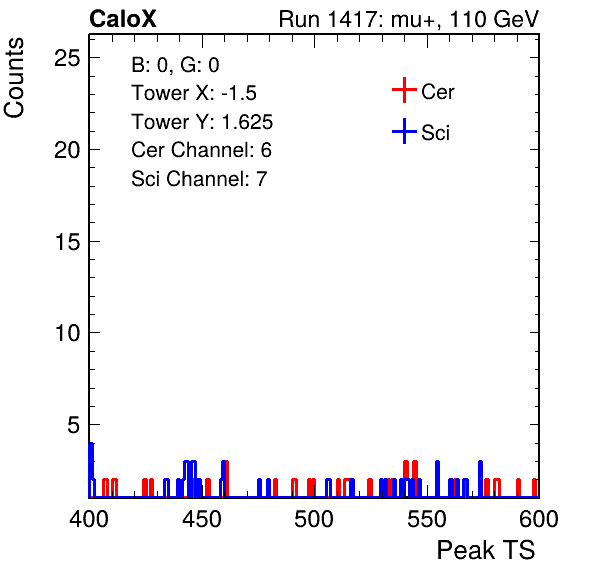 CaloX
Run 1417: mu+, 110 GeV
Counts
B: 0, G: 0
Tower X: -1.5
Tower Y: 1.625
Cer Channel: 6
Sci Channel: 7
Cer
Sci
25
20
15
10
5
400
450
500
550
600
Peak TS